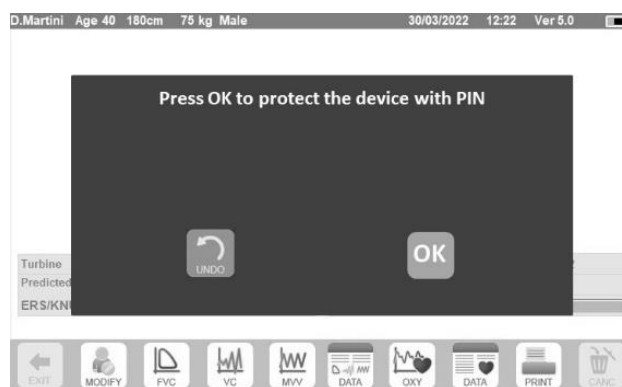 D.Martini Age 40 180cm 75 kg Male 30/03/2022 12:22 Ver 5.0
Press OK to protect the device with PIN
UNDO OK
Turbine
Predicted
ERS/KN
EXIT MODIFY FVC VC MVV DATA OXY DATA PRINT CANC